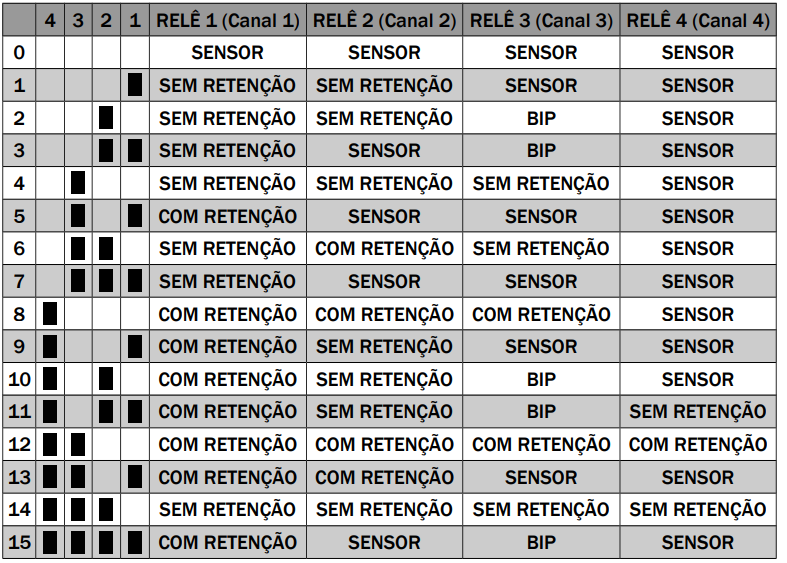 4 3 2 1 RELÊ 1 (Canal 1) RELÊ 2 (Canal 2) RELÊ 3 (Canal 3) RELÊ 4 (Canal 4)
0 SENSOR SENSOR SENSOR SENSOR
1 SEM RETENÇÃO SEM RETENÇÃO SENSOR SENSOR
2 SEM RETENÇÃO SEM RETENÇÃO BIP SENSOR
3 SEM RETENÇÃO SENSOR BIP SENSOR
4 SEM RETENÇÃO SEM RETENÇÃO SEM RETENÇÃO SENSOR
5 COM RETENÇÃO SENSOR SENSOR SENSOR
6 SEM RETENÇÃO COM RETENÇÃO SEM RETENÇÃO SENSOR
7 SEM RETENÇÃO SENSOR SENSOR SENSOR
8 COM RETENÇÃO COM RETENÇÃO COM RETENÇÃO SENSOR
9 COM RETENÇÃO SEM RETENÇÃO SENSOR SENSOR
10 COM RETENÇÃO SEM RETENÇÃO BIP SENSOR
11 COM RETENÇÃO SEM RETENÇÃO BIP SEM RETENÇÃO
12 COM RETENÇÃO COM RETENÇÃO COM RETENÇÃO COM RETENÇÃO
13 COM RETENÇÃO COM RETENÇÃO SENSOR SENSOR
14 SEM RETENÇÃO SEM RETENÇÃO SEM RETENÇÃO SEM RETENÇÃO
15 COM RETENÇÃO SENSOR BIP SENSOR